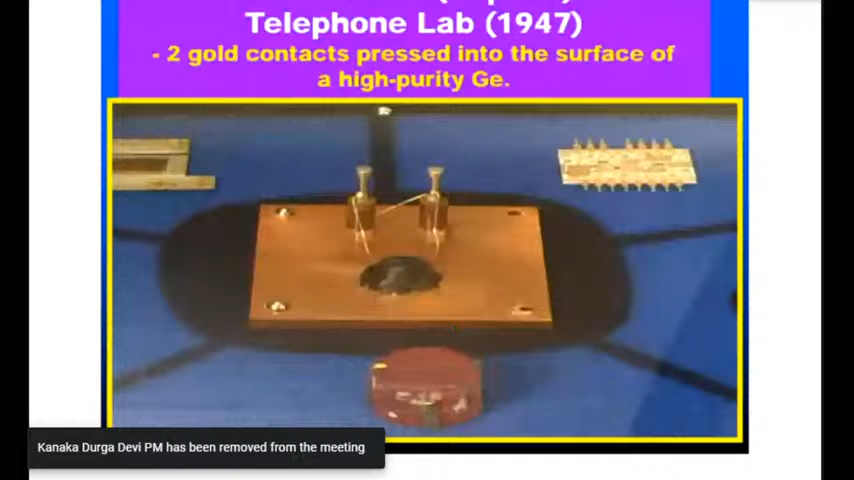 Telephone Lab (1947)
- 2 gold contacts pressed into the surface of
a high-purity Ge.
Kanaka Durga Devi PM has been removed from the meeting